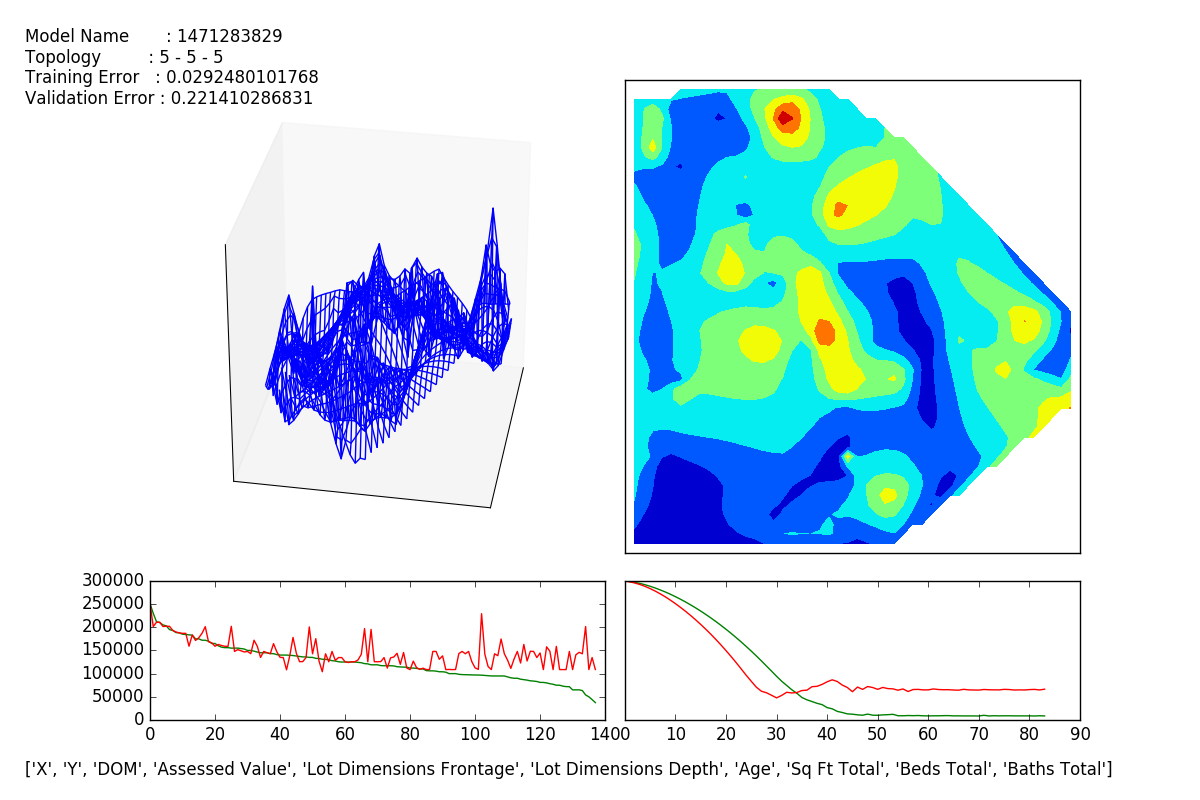 Model Name : 1471283829
Topology : 5 - 5 - 5
Training Error : 0.0292480101768
Validation Error : 0.221410286831
300000
250000
200000
150000
100000
50000
0
0 20 40 60 80 100 120 140
0 10 20 30 40 50 60 70 80 90
['X', 'Y', 'DOM', 'Assessed Value', 'Lot Dimensions Frontage', 'Lot Dimensions Depth', 'Age', 'Sq Ft Total', 'Beds Total', 'Baths Total']